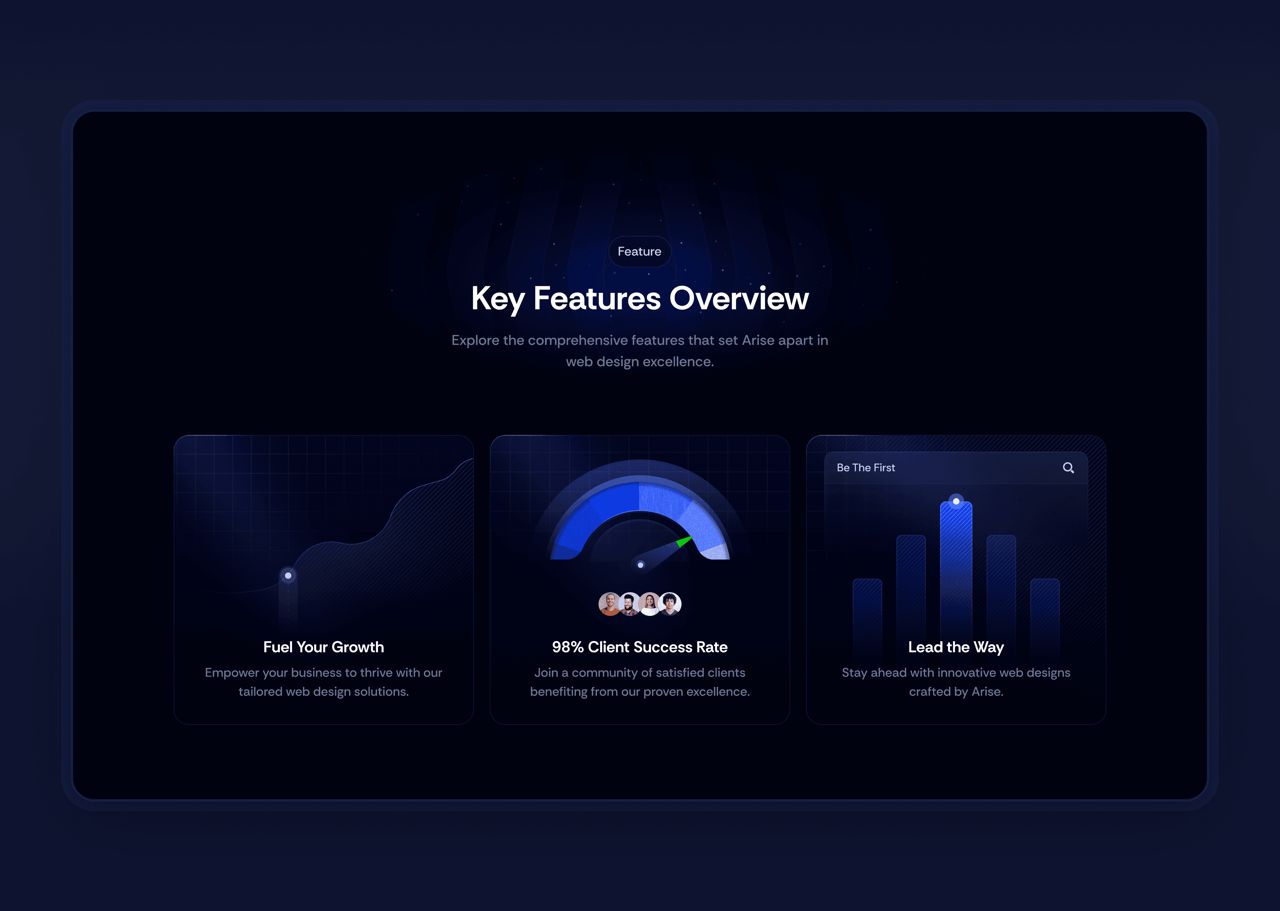 Feature
Key Features Overview
Explore the comprehensive features that set Arise apart in
web design excellence.
Fuel Your Growth
Empower your business to thrive with our
tailored web design solutions.
98% Client Success Rate
Join a community of satisfied clients
benefiting from our proven excellence.
Be The First
Lead the Way
Stay ahead with innovative web designs
crafted by Arise.